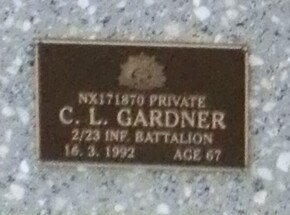 NX171870 PRIVATE
C. L. GARDNER
2/23 INF. BATTALION
16. 3. 1992 AGE 67